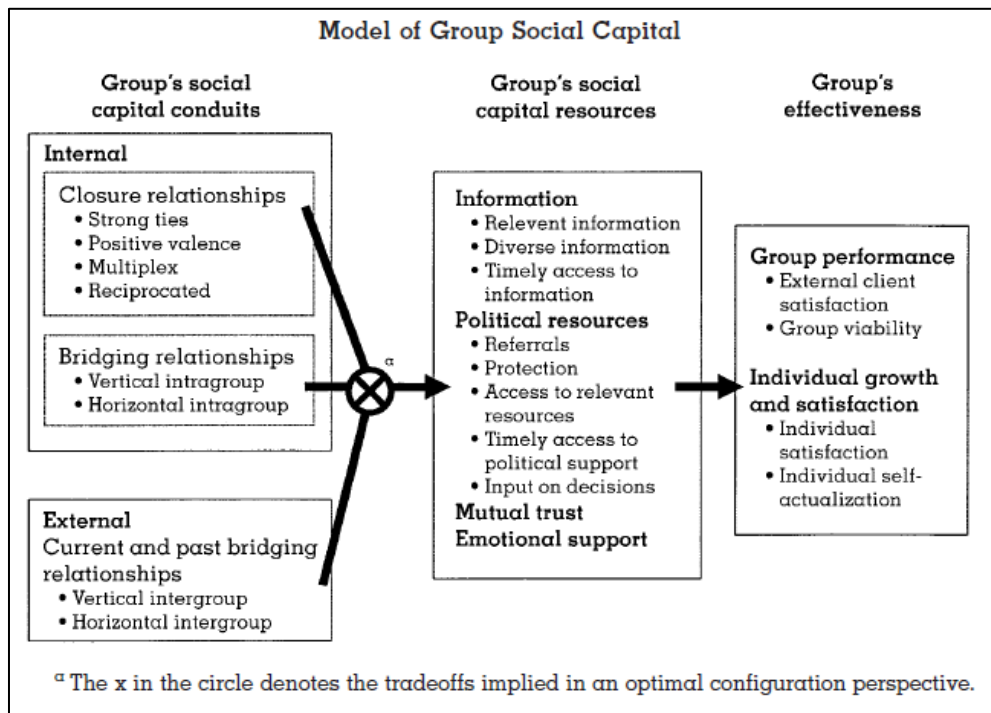 Model of Group Social Capital
Group's social
capital conduits
Internal
Closure relationships
• Strong ties
• Positive valence
• Multiplex
• Reciprocated
Bridging relationships
• Vertical intragroup
• Horizontal intragroup
External
Current and past bridging
relationships
• Vertical intergroup
• Horizontal intergroup
α
Group's social
capital resources
Information
• Relevent information
• Diverse information
• Timely access to
information
Political resources
• Referrals
• Protection
• Access to relevant
resources
• Timely access to
political support
• Input on decisions
Mutual trust
Emotional support
Group's
effectiveness
Group performance
• External client
satisfaction
• Group viability
Individual growth
and satisfaction
• Individual
satisfaction
• Individual self-
actualization
α The x in the circle denotes the tradeoffs implied in an optimal configuration perspective.